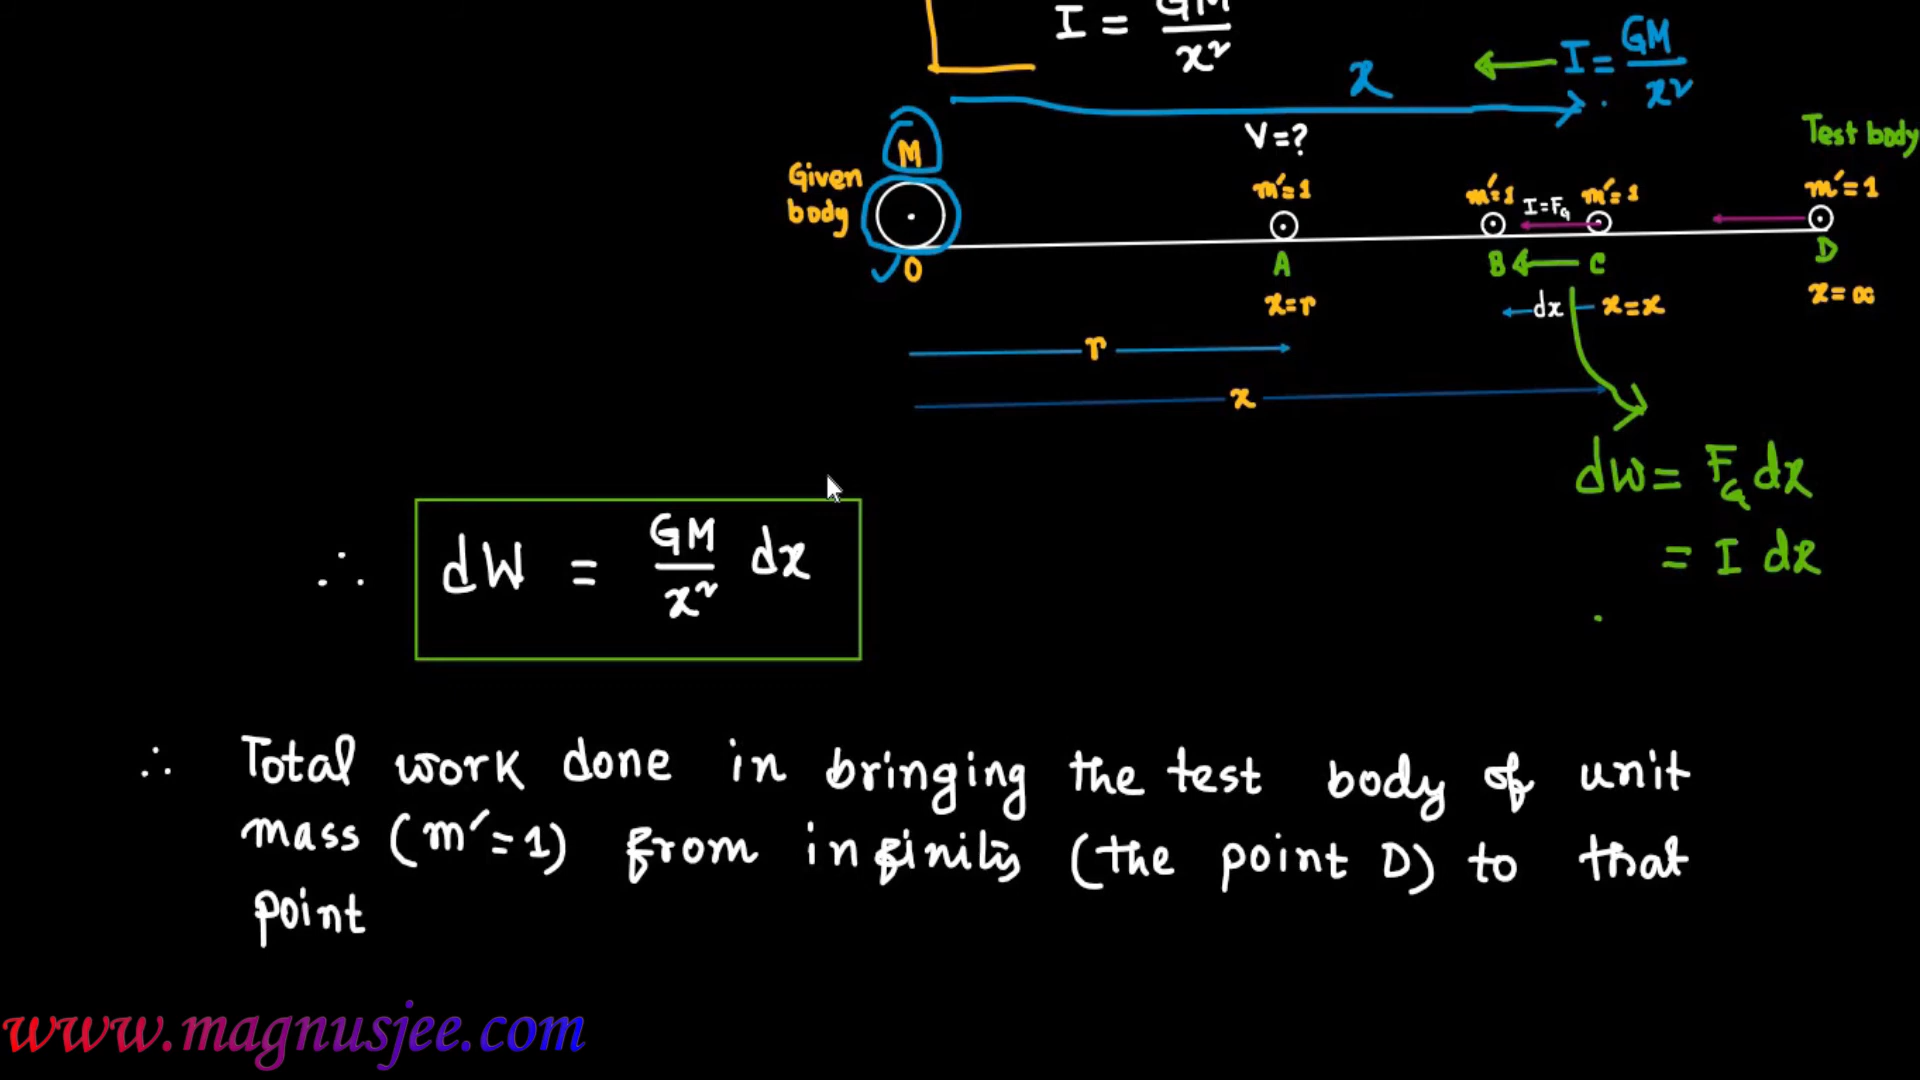 I = GM/x²
x
I = GM/x²
V=?
Test body
M
Given body
m'=1
m'=1
I=F_G
m'=1
m'=1
O
A
B
C
D
x=r
dx
x=x
x=∞
r
x
dW = F_G dx
= I dx
∴ dW = GM/x² dx
∴ Total work done in bringing the test body of unit
mass (m'=1) from infinity (the point D) to that
point
www.magnusjee.com